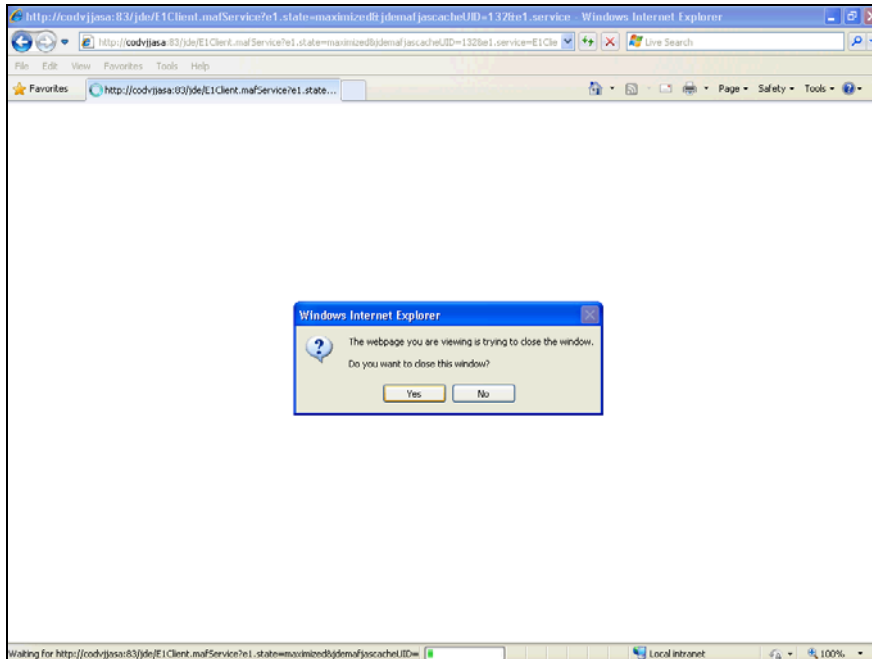 http://codvjjasa:83/jde/E1Client.mafService?e1.state=maximized&jdemafjascacheUID=132&e1.service - Windows Internet Explorer
http://codvjjasa:83/jde/E1Client.mafService?e1.state=maximized&jdemafjascacheUID=132&e1.service=E1Clie
Live Search
File Edit View Favorites Tools Help
Favorites
http://codvjjasa:83/jde/E1Client.mafService?e1.state...
Page Safety Tools
Windows Internet Explorer
The webpage you are viewing is trying to close the window.
Do you want to close this window?
Yes No
Waiting for http://codvjjasa:83/jde/E1Client.mafService?e1.state=maximized&jdemafjascacheUID=
Local intranet
100%